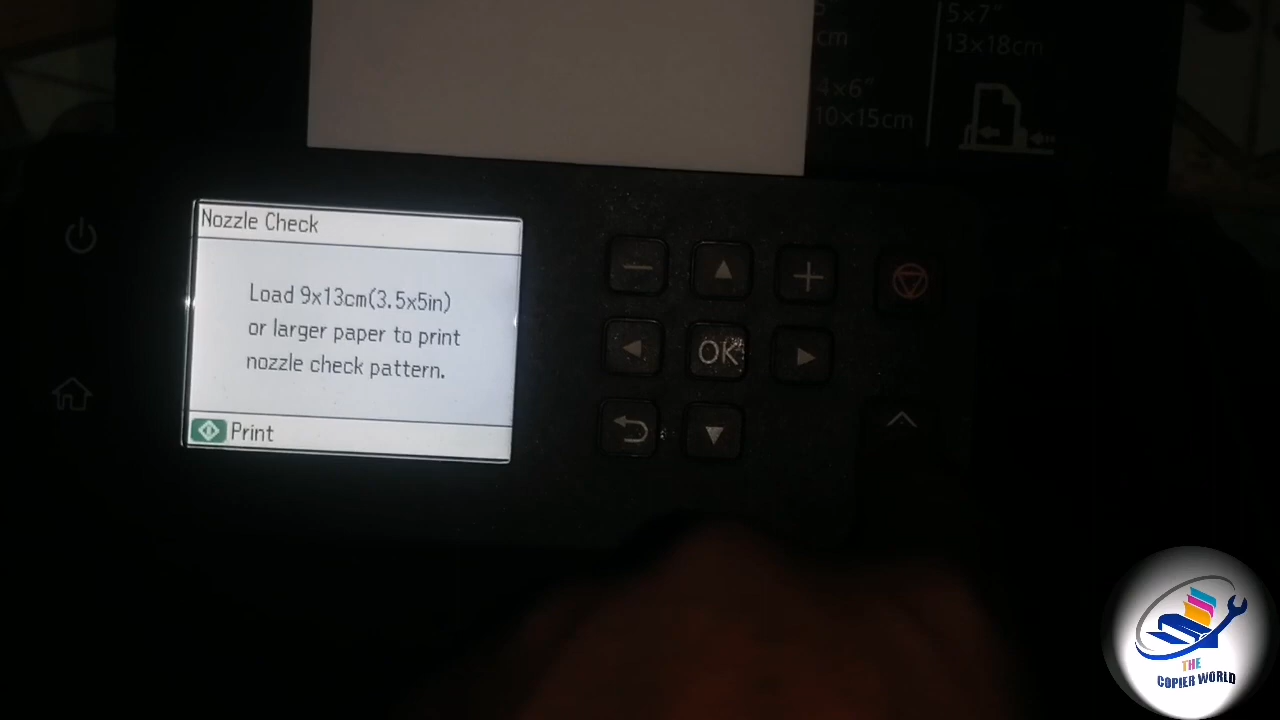 5"
cm
5×7"
13×18cm
4×6"
10×15cm
Nozzle Check
Load 9x13cm(3.5x5in)
or larger paper to print
nozzle check pattern.
Print
OK
THE
COPIER WORLD